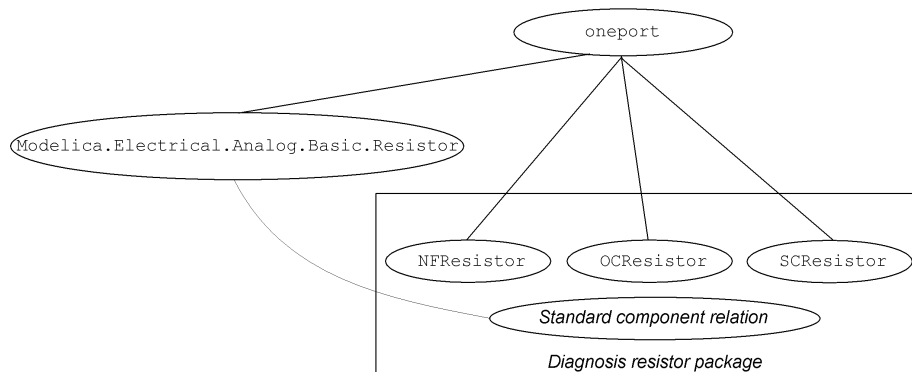 oneport
Modelica.Electrical.Analog.Basic.Resistor
NFResistor
OCResistor
SCResistor
Standard component relation
Diagnosis resistor package